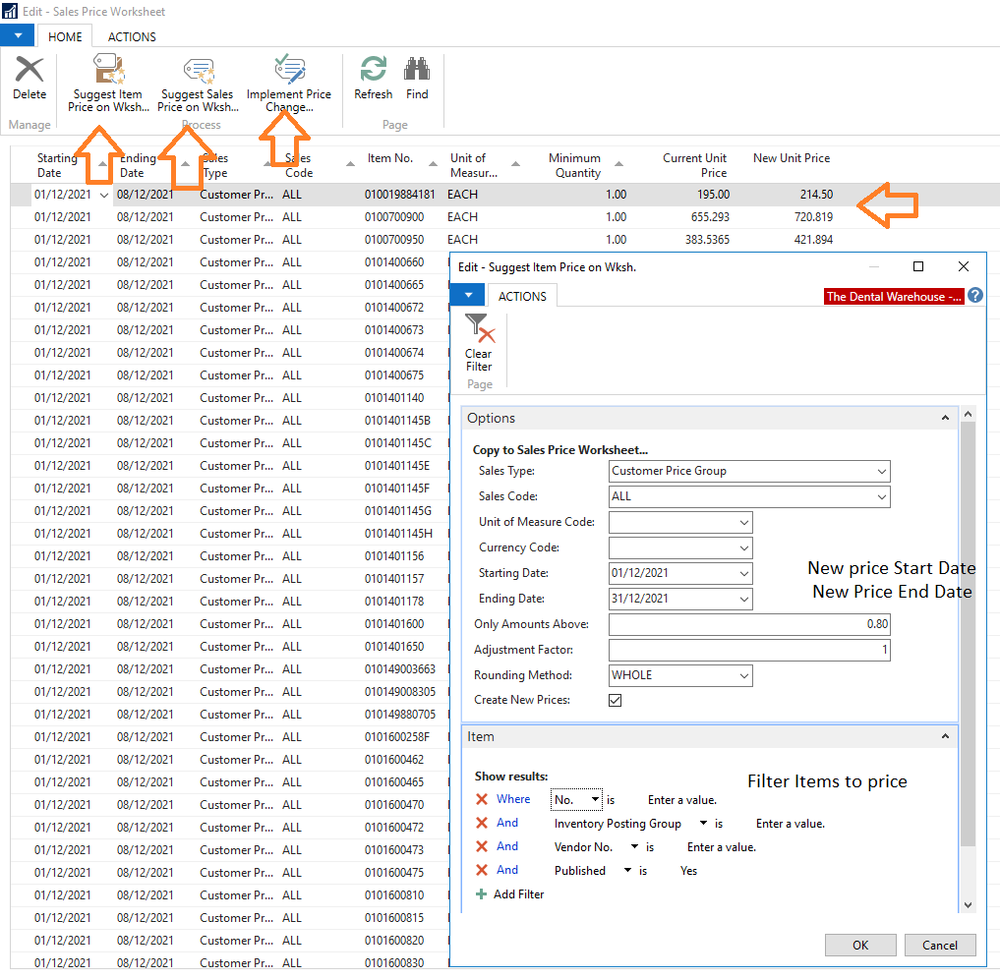 Edit - Sales Price Worksheet
HOME ACTIONS
Delete
Suggest Item
Price on Wksh...
Suggest Sales
Price on Wksh...
Implement Price
Change...
Refresh
Find
Manage Process Page
Starting
Date
Ending
Date
Sales
Type
Sales
Code
Item No.
Unit of
Measur...
Minimum
Quantity
Current Unit
Price
New Unit Price
01/12/2021 08/12/2021 Customer Pr... ALL 010019884181 EACH 1.00 195.00 214.50
01/12/2021 08/12/2021 Customer Pr... ALL 0100700900 EACH 1.00 655.293 720.819
01/12/2021 08/12/2021 Customer Pr... ALL 0100700950 EACH 1.00 383.5365 421.894
01/12/2021 08/12/2021 Customer Pr... ALL 0101400660
01/12/2021 08/12/2021 Customer Pr... ALL 0101400665
01/12/2021 08/12/2021 Customer Pr... ALL 0101400672
01/12/2021 08/12/2021 Customer Pr... ALL 0101400673
01/12/2021 08/12/2021 Customer Pr... ALL 0101400674
01/12/2021 08/12/2021 Customer Pr... ALL 0101400675
01/12/2021 08/12/2021 Customer Pr... ALL 0101401140
01/12/2021 08/12/2021 Customer Pr... ALL 0101401145B
01/12/2021 08/12/2021 Customer Pr... ALL 0101401145C
01/12/2021 08/12/2021 Customer Pr... ALL 0101401145E
01/12/2021 08/12/2021 Customer Pr... ALL 0101401145F
01/12/2021 08/12/2021 Customer Pr... ALL 0101401145G
01/12/2021 08/12/2021 Customer Pr... ALL 0101401145H
01/12/2021 08/12/2021 Customer Pr... ALL 0101401156
01/12/2021 08/12/2021 Customer Pr... ALL 0101401157
01/12/2021 08/12/2021 Customer Pr... ALL 0101401178
01/12/2021 08/12/2021 Customer Pr... ALL 0101401600
01/12/2021 08/12/2021 Customer Pr... ALL 0101401650
01/12/2021 08/12/2021 Customer Pr... ALL 010149003663
01/12/2021 08/12/2021 Customer Pr... ALL 010149008305
01/12/2021 08/12/2021 Customer Pr... ALL 010149880705
01/12/2021 08/12/2021 Customer Pr... ALL 0101600258F
01/12/2021 08/12/2021 Customer Pr... ALL 0101600462
01/12/2021 08/12/2021 Customer Pr... ALL 0101600465
01/12/2021 08/12/2021 Customer Pr... ALL 0101600470
01/12/2021 08/12/2021 Customer Pr... ALL 0101600472
01/12/2021 08/12/2021 Customer Pr... ALL 0101600473
01/12/2021 08/12/2021 Customer Pr... ALL 0101600475
01/12/2021 08/12/2021 Customer Pr... ALL 0101600810
01/12/2021 08/12/2021 Customer Pr... ALL 0101600815
01/12/2021 08/12/2021 Customer Pr... ALL 0101600820
01/12/2021 08/12/2021 Customer Pr... ALL 0101600830
Edit - Suggest Item Price on Wksh.
ACTIONS
The Dental Warehouse -...
?
Clear
Filter
Page
Options
Copy to Sales Price Worksheet...
Sales Type: Customer Price Group
Sales Code: ALL
Unit of Measure Code:
Currency Code:
Starting Date: 01/12/2021
New price Start Date
Ending Date: 31/12/2021
New Price End Date
Only Amounts Above: 0.80
Adjustment Factor: 1
Rounding Method: WHOLE
Create New Prices:
Item
Show results:
Filter Items to price
Where No. is Enter a value.
And Inventory Posting Group is Enter a value.
And Vendor No. is Enter a value.
And Published is Yes
Add Filter
OK Cancel